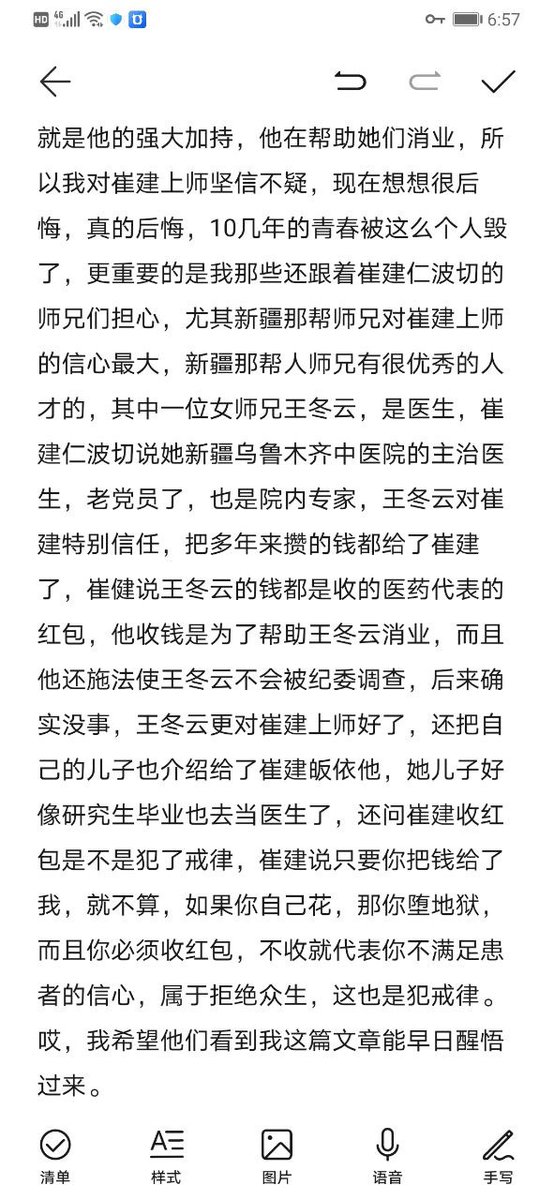 HD 4G 6:57
就是他的强大加持，他在帮助她们消业，所
以我对崔建上师坚信不疑，现在想想很后
悔，真的后悔，10几年的青春被这么个人毁
了，更重要的是我那些还跟着崔建仁波切的
师兄们担心，尤其新疆那帮师兄对崔建上师
的信心最大，新疆那帮人师兄有很优秀的人
才的，其中一位女师兄王冬云，是医生，崔
建仁波切说她新疆乌鲁木齐中医院的主治医
生，老党员了，也是院内专家，王冬云对崔
建特别信任，把多年来攒的钱都给了崔建
了，崔健说王冬云的钱都是收的医药代表的
红包，他收钱是为了帮助王冬云消业，而且
他还施法使王冬云不会被纪委调查，后来确
实没事，王冬云更对崔建上师好了，还把自
己的儿子也介绍给了崔建皈依他，她儿子好
像研究生毕业也去当医生了，还问崔建收红
包是不是犯了戒律，崔建说只要你把钱给了
我，就不算，如果你自己花，那你堕地狱，
而且你必须收红包，不收就代表你不满足患
者的信心，属于拒绝众生，这也是犯戒律。
哎，我希望他们看到我这篇文章能早日醒悟
过来。
清单 样式 图片 语音 手写